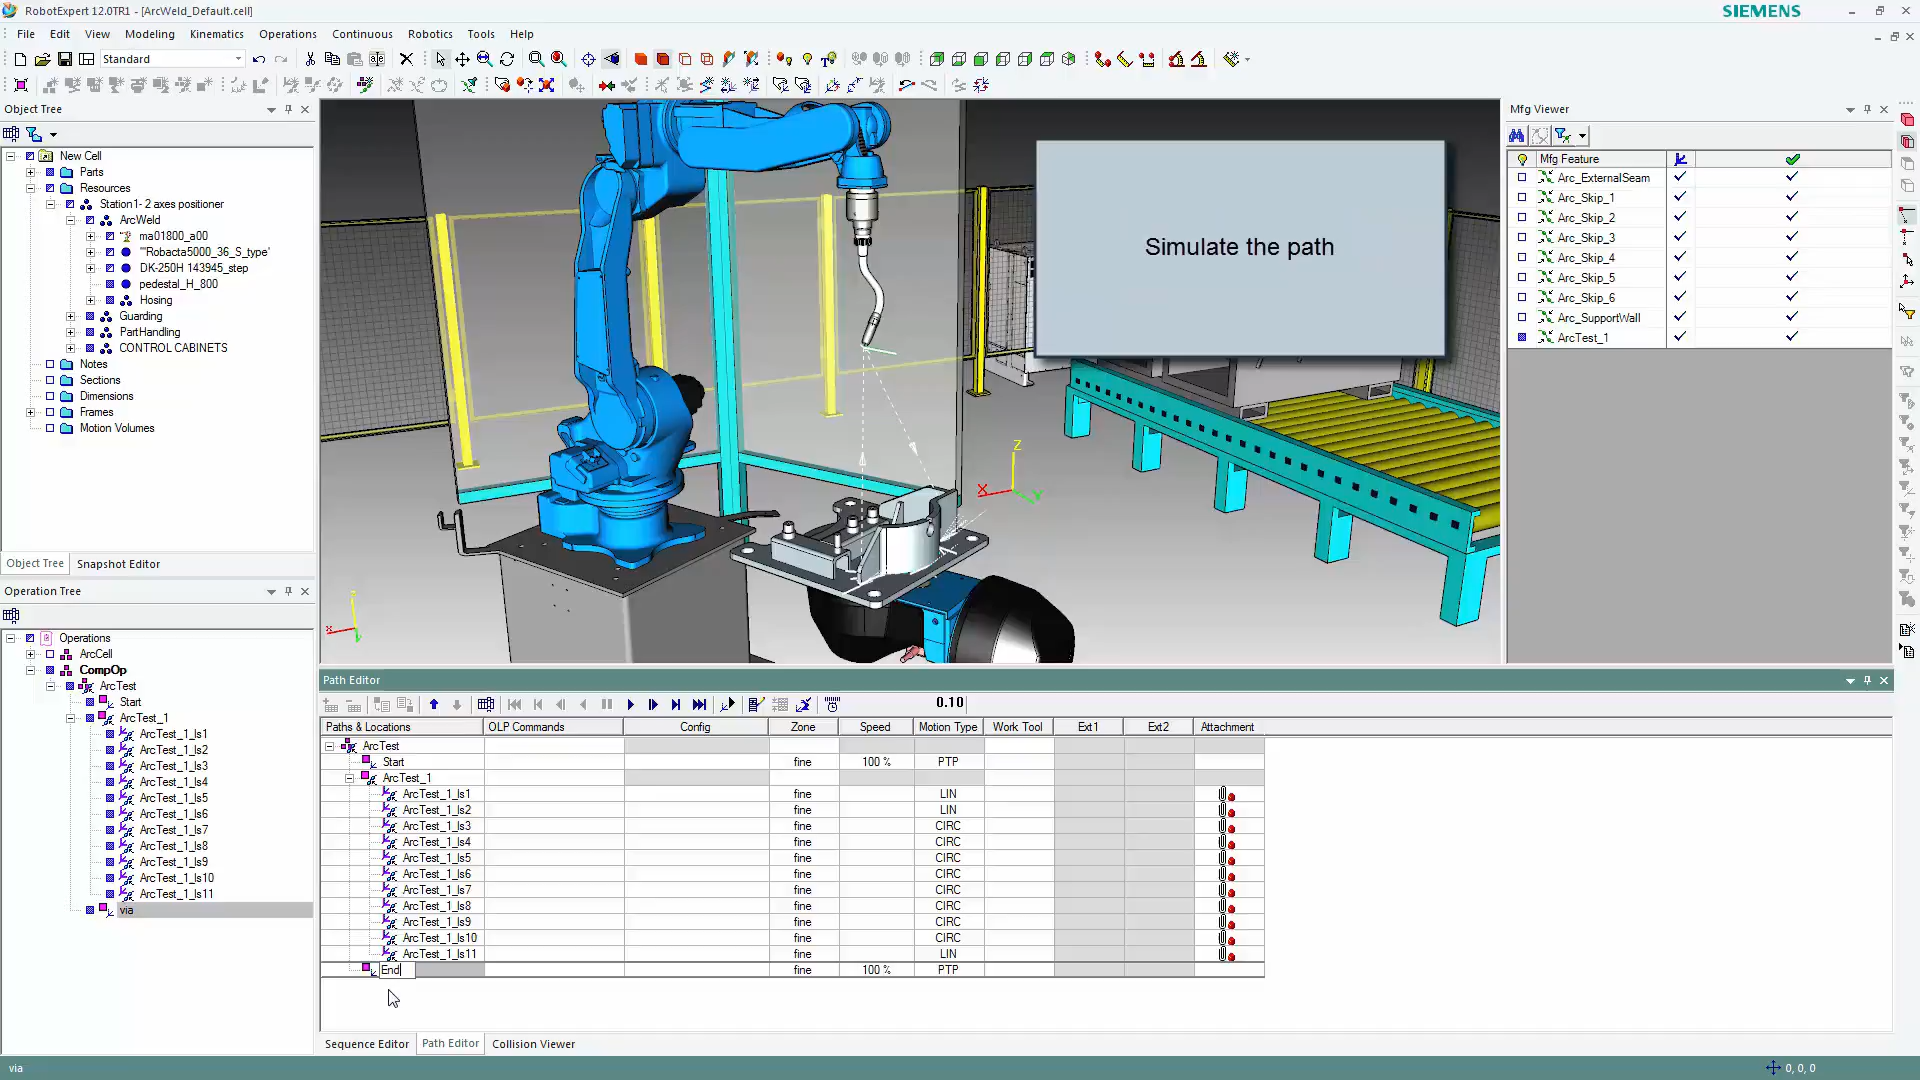 RobotExpert 12.0TR1 - [ArcWeld_Default.cell]
SIEMENS
File Edit View Modeling Kinematics Operations Continuous Robotics Tools Help
Standard
Object Tree
New Cell
Parts
Resources
Station1- 2 axes positioner
ArcWeld
ma01800_a00
'"Robacta5000_36_S_type'
DK-250H 143945_step
pedestal_H_800
Hosing
Guarding
PartHandling
CONTROL CABINETS
Notes
Sections
Dimensions
Frames
Motion Volumes
Object Tree Snapshot Editor
Operation Tree
Operations
ArcCell
CompOp
ArcTest
Start
ArcTest_1
ArcTest_1_ls1
ArcTest_1_ls2
ArcTest_1_ls3
ArcTest_1_ls4
ArcTest_1_ls5
ArcTest_1_ls6
ArcTest_1_ls7
ArcTest_1_ls8
ArcTest_1_ls9
ArcTest_1_ls10
ArcTest_1_ls11
via
Simulate the path
Z
X
Y
Z
X
Y
Mfg Viewer
Mfg Feature
Arc_ExternalSeam
Arc_Skip_1
Arc_Skip_2
Arc_Skip_3
Arc_Skip_4
Arc_Skip_5
Arc_Skip_6
Arc_SupportWall
ArcTest_1
Path Editor
0.10
Paths & Locations OLP Commands Config Zone Speed Motion Type Work Tool Ext1 Ext2 Attachment
ArcTest
Start fine 100 % PTP
ArcTest_1
ArcTest_1_ls1 fine LIN
ArcTest_1_ls2 fine LIN
ArcTest_1_ls3 fine CIRC
ArcTest_1_ls4 fine CIRC
ArcTest_1_ls5 fine CIRC
ArcTest_1_ls6 fine CIRC
ArcTest_1_ls7 fine CIRC
ArcTest_1_ls8 fine CIRC
ArcTest_1_ls9 fine CIRC
ArcTest_1_ls10 fine CIRC
ArcTest_1_ls11 fine LIN
End fine 100 % PTP
Sequence Editor Path Editor Collision Viewer
via
0, 0, 0